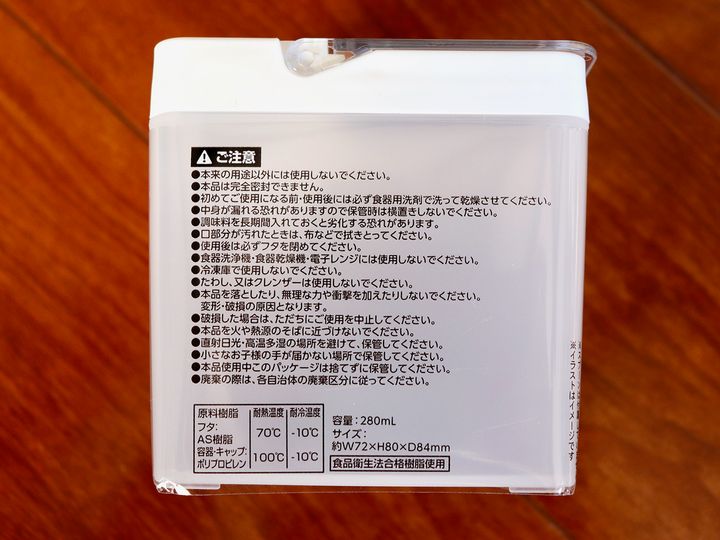 ⚠ご注意
●本来の用途以外には使用しないでください。
●本品は完全密封できません。
●初めてご使用になる前・使用後には必ず食器用洗剤で洗って乾燥させてください。
●中身が漏れる恐れがありますので保管時は横置きしないでください。
●調味料を長期間入れておくと劣化する恐れがあります。
●口部分が汚れたときは、布などで拭きとってください。
●使用後は必ずフタを閉めてください。
●食器洗浄機・食器乾燥機・電子レンジには使用しないでください。
●冷凍庫で使用しないでください。
●たわし、又はクレンザーは使用しないでください。
●本品を落としたり、無理な力や衝撃を加えたりしないでください。
変形・破損の原因となります。
●破損した場合は、ただちにご使用を中止してください。
●本品を火や熱源のそばに近づけないでください。
●直射日光・高温多湿の場所を避けて、保管してください。
●小さなお子様の手が届かない場所で保管してください。
●本品使用中このパッケージは捨てずに保管してください。
●廃棄の際は、各自治体の廃棄区分に従ってください。
原料樹脂 耐熱温度 耐冷温度
フタ:
AS樹脂 70℃ -10℃
容器・キャップ:
ポリプロピレン 100℃ -10℃
容量:280mL
サイズ:
約W72×H80×D84mm
食品衛生法合格樹脂使用
※イラストはイメージです